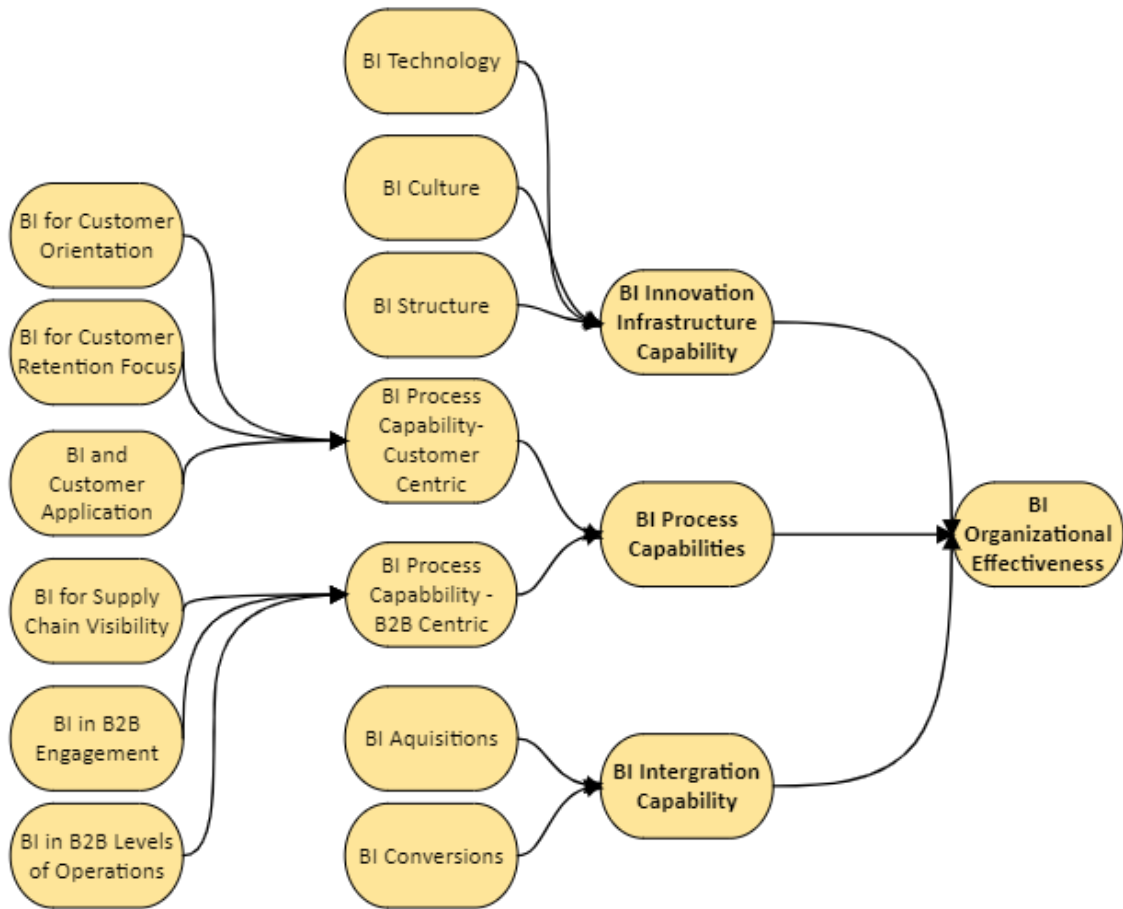 BI Technology
BI Culture
BI for Customer
Orientation
BI Structure
BI Innovation
Infrastructure
Capability
BI for Customer
Retention Focus
BI Process
Capability-
Customer
Centric
BI and
Customer
Application
BI Process
Capabilities
BI
Organizational
Effectiveness
BI Process
Capabbility -
B2B Centric
BI for Supply
Chain Visibility
BI in B2B
Engagement
BI Aquisitions
BI Intergration
Capability
BI in B2B Levels
of Operations
BI Conversions